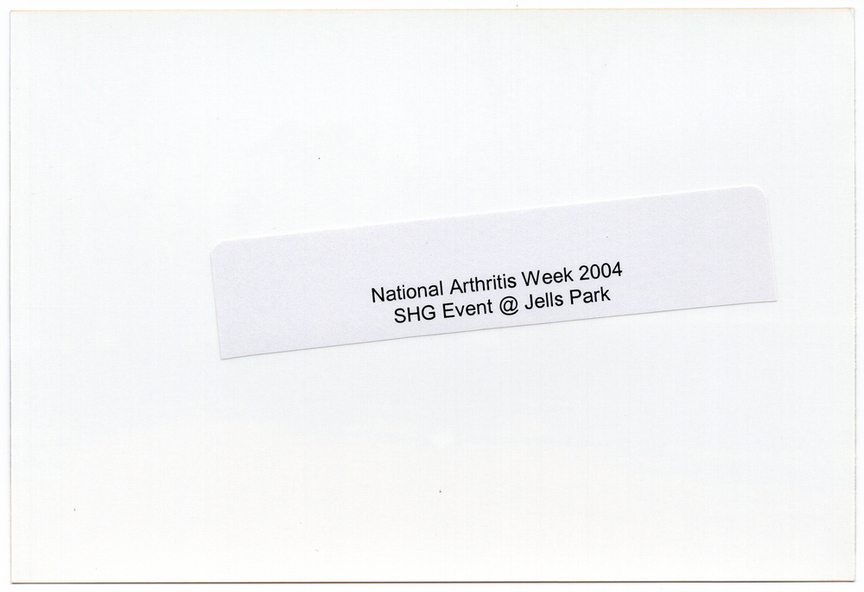 National Arthritis Week 2004
SHG Event @ Jells Park